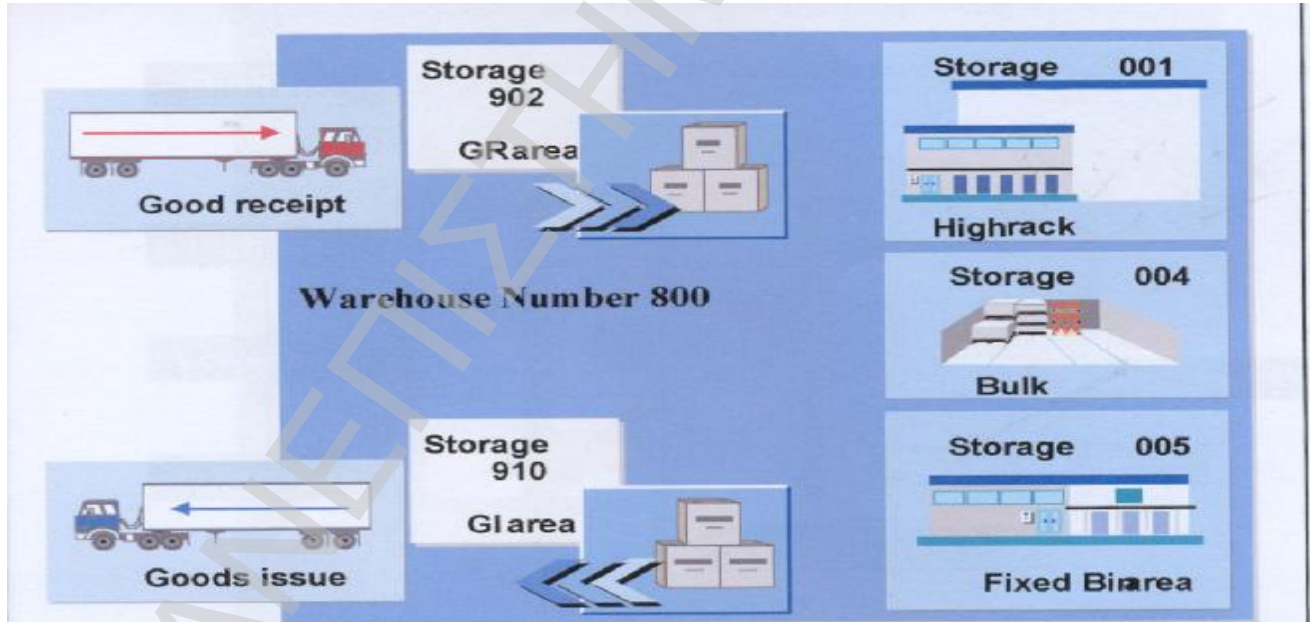 Storage 902
GRarea
Good receipt
Storage 001
Highrack
Warehouse Number 800
Storage 004
Bulk
Storage 910
GIarea
Goods issue
Storage 005
Fixed Binarea